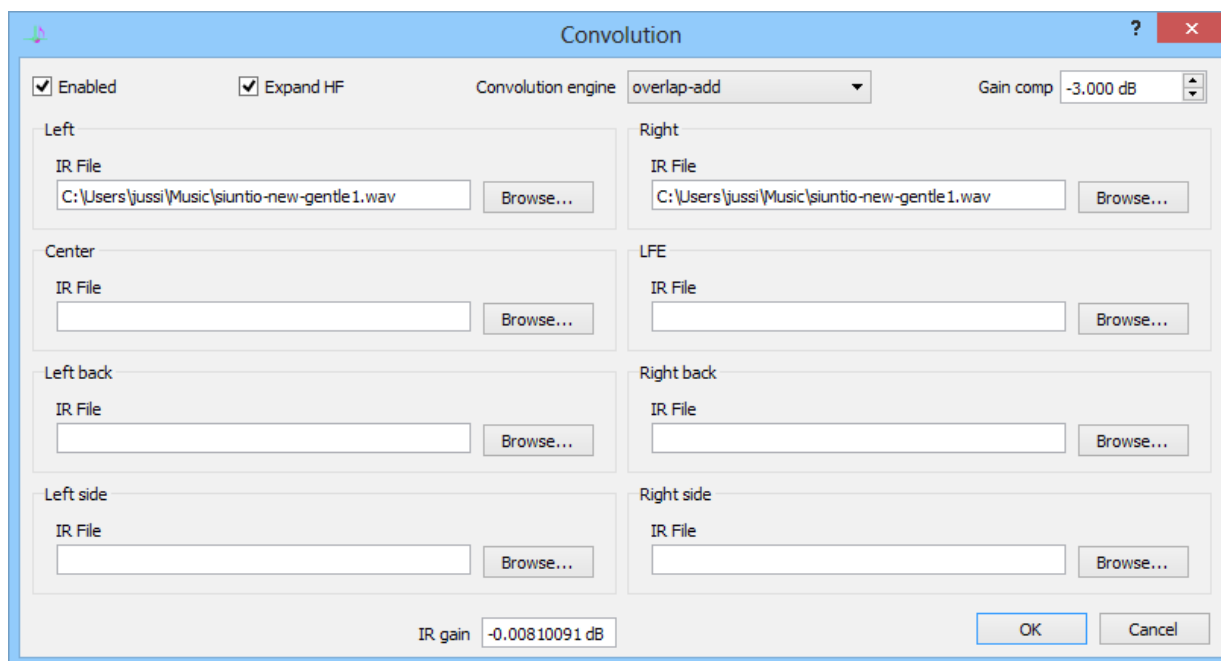 Convolution
?
Enabled Expand HF Convolution engine overlap-add Gain comp -3.000 dB
Left Right
IR File IR File
C:\Users\jussi\Music\siuntio-new-gentle1.wav Browse... C:\Users\jussi\Music\siuntio-new-gentle1.wav Browse...
Center LFE
IR File IR File
Browse... Browse...
Left back Right back
IR File IR File
Browse... Browse...
Left side Right side
IR File IR File
Browse... Browse...
IR gain -0.00810091 dB OK Cancel